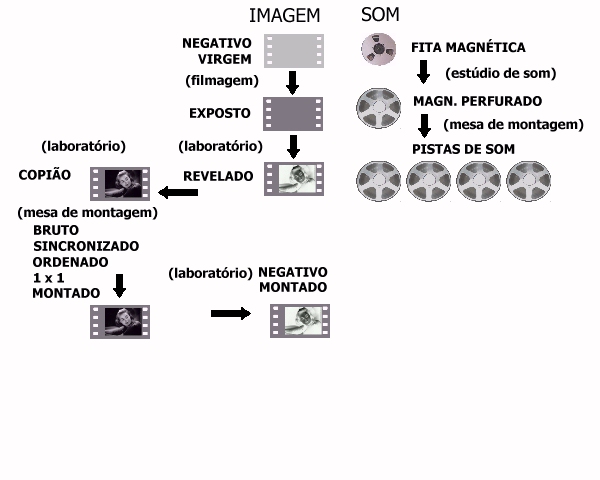 IMAGEM
SOM
NEGATIVO
VIRGEM
FITA MAGNÉTICA
(filmagem)
(estúdio de som)
EXPOSTO
MAGN. PERFURADO
(laboratório)
(laboratório)
(mesa de montagem)
PISTAS DE SOM
COPIÃO
REVELADO
(mesa de montagem)
BRUTO
SINCRONIZADO
ORDENADO
1 x 1
MONTADO
(laboratório) NEGATIVO
MONTADO